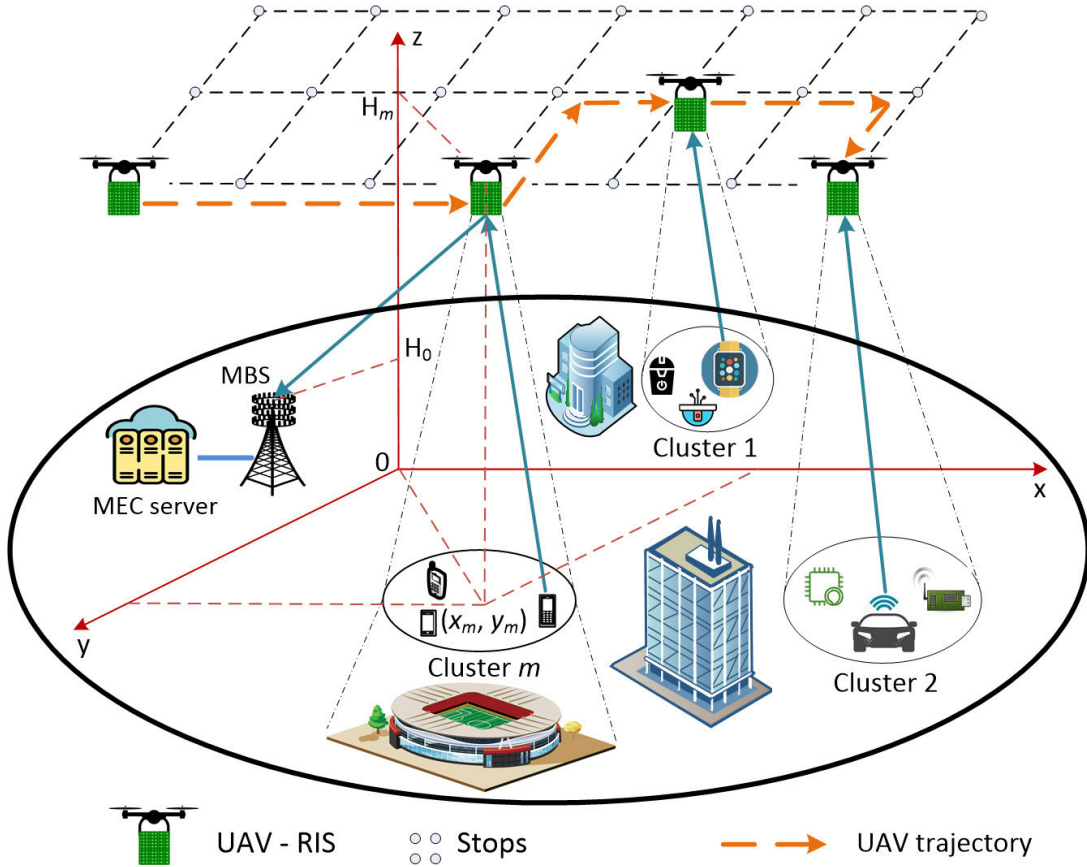 z
H_m
H_0
MBS
Cluster 1
0
x
MEC server
(x_m, y_m)
y
Cluster m
Cluster 2
UAV - RIS
Stops
UAV trajectory